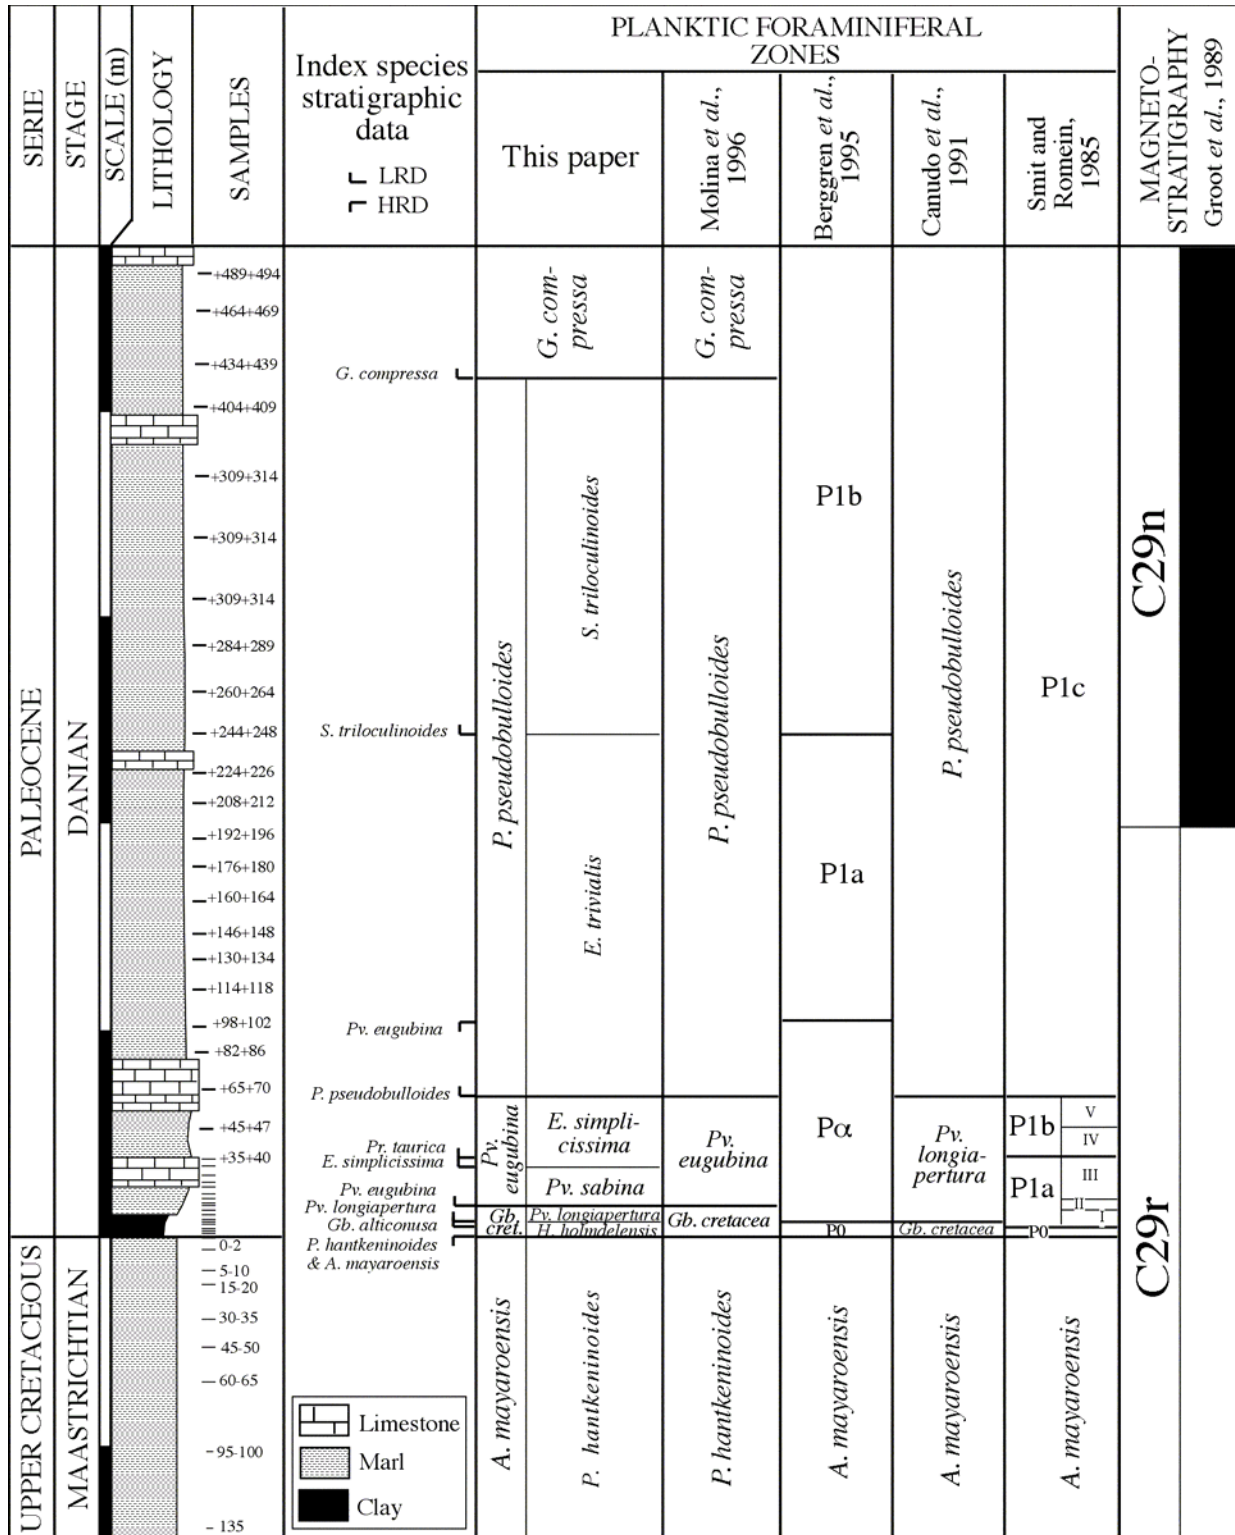 PLANKTIC FORAMINIFERAL
ZONES
SERIE
STAGE
SCALE (m)
LITHOLOGY
SAMPLES
Index species
stratigraphic
data
LRD
HRD
This paper
Molina et al.,
1996
Berggren et al.,
1995
Canudo et al.,
1991
Smit and
Romein,
1985
MAGNETO-
STRATIGRAPHY
Groot et al., 1989
PALEOCENE
DANIAN
UPPER CRETACEOUS
MAASTRICHTIAN
+489+494
+464+469
+434+439
+404+409
+309+314
+309+314
+309+314
+284+289
+260+264
+244+248
+224+226
+208+212
+192+196
+176+180
+160+164
+146+148
+130+134
+114+118
+98+102
+82+86
+65+70
+45+47
+35+40
0-2
5-10
15-20
30-35
45-50
60-65
95-100
135
G. compressa
S. triloculinoides
Pv. eugubina
P. pseudobulloides
Pr. taurica
E. simplicissima
Pv. eugubina
Pv. longiapertura
Gb. alticonusa
P. hantkeninoides
& A. mayaroensis
Limestone
Marl
Clay
G. com-
pressa
P. pseudobulloides
S. triloculinoides
E. trivialis
Pv.
eugubina
E. simpli-
cissima
Pv. sabina
Gb.
cret.
Pv. longiapertura
H. holmdelensis
A. mayaroensis
P. hantkeninoides
G. com-
pressa
P. pseudobulloides
Pv.
eugubina
Gb. cretacea
P. hantkeninoides
P1b
P1a
Pα
P0
A. mayaroensis
P. pseudobulloides
Pv.
longia-
pertura
Gb. cretacea
A. mayaroensis
P1c
P1b
V
IV
P1a
III
II
I
P0
A. mayaroensis
C29n
C29r